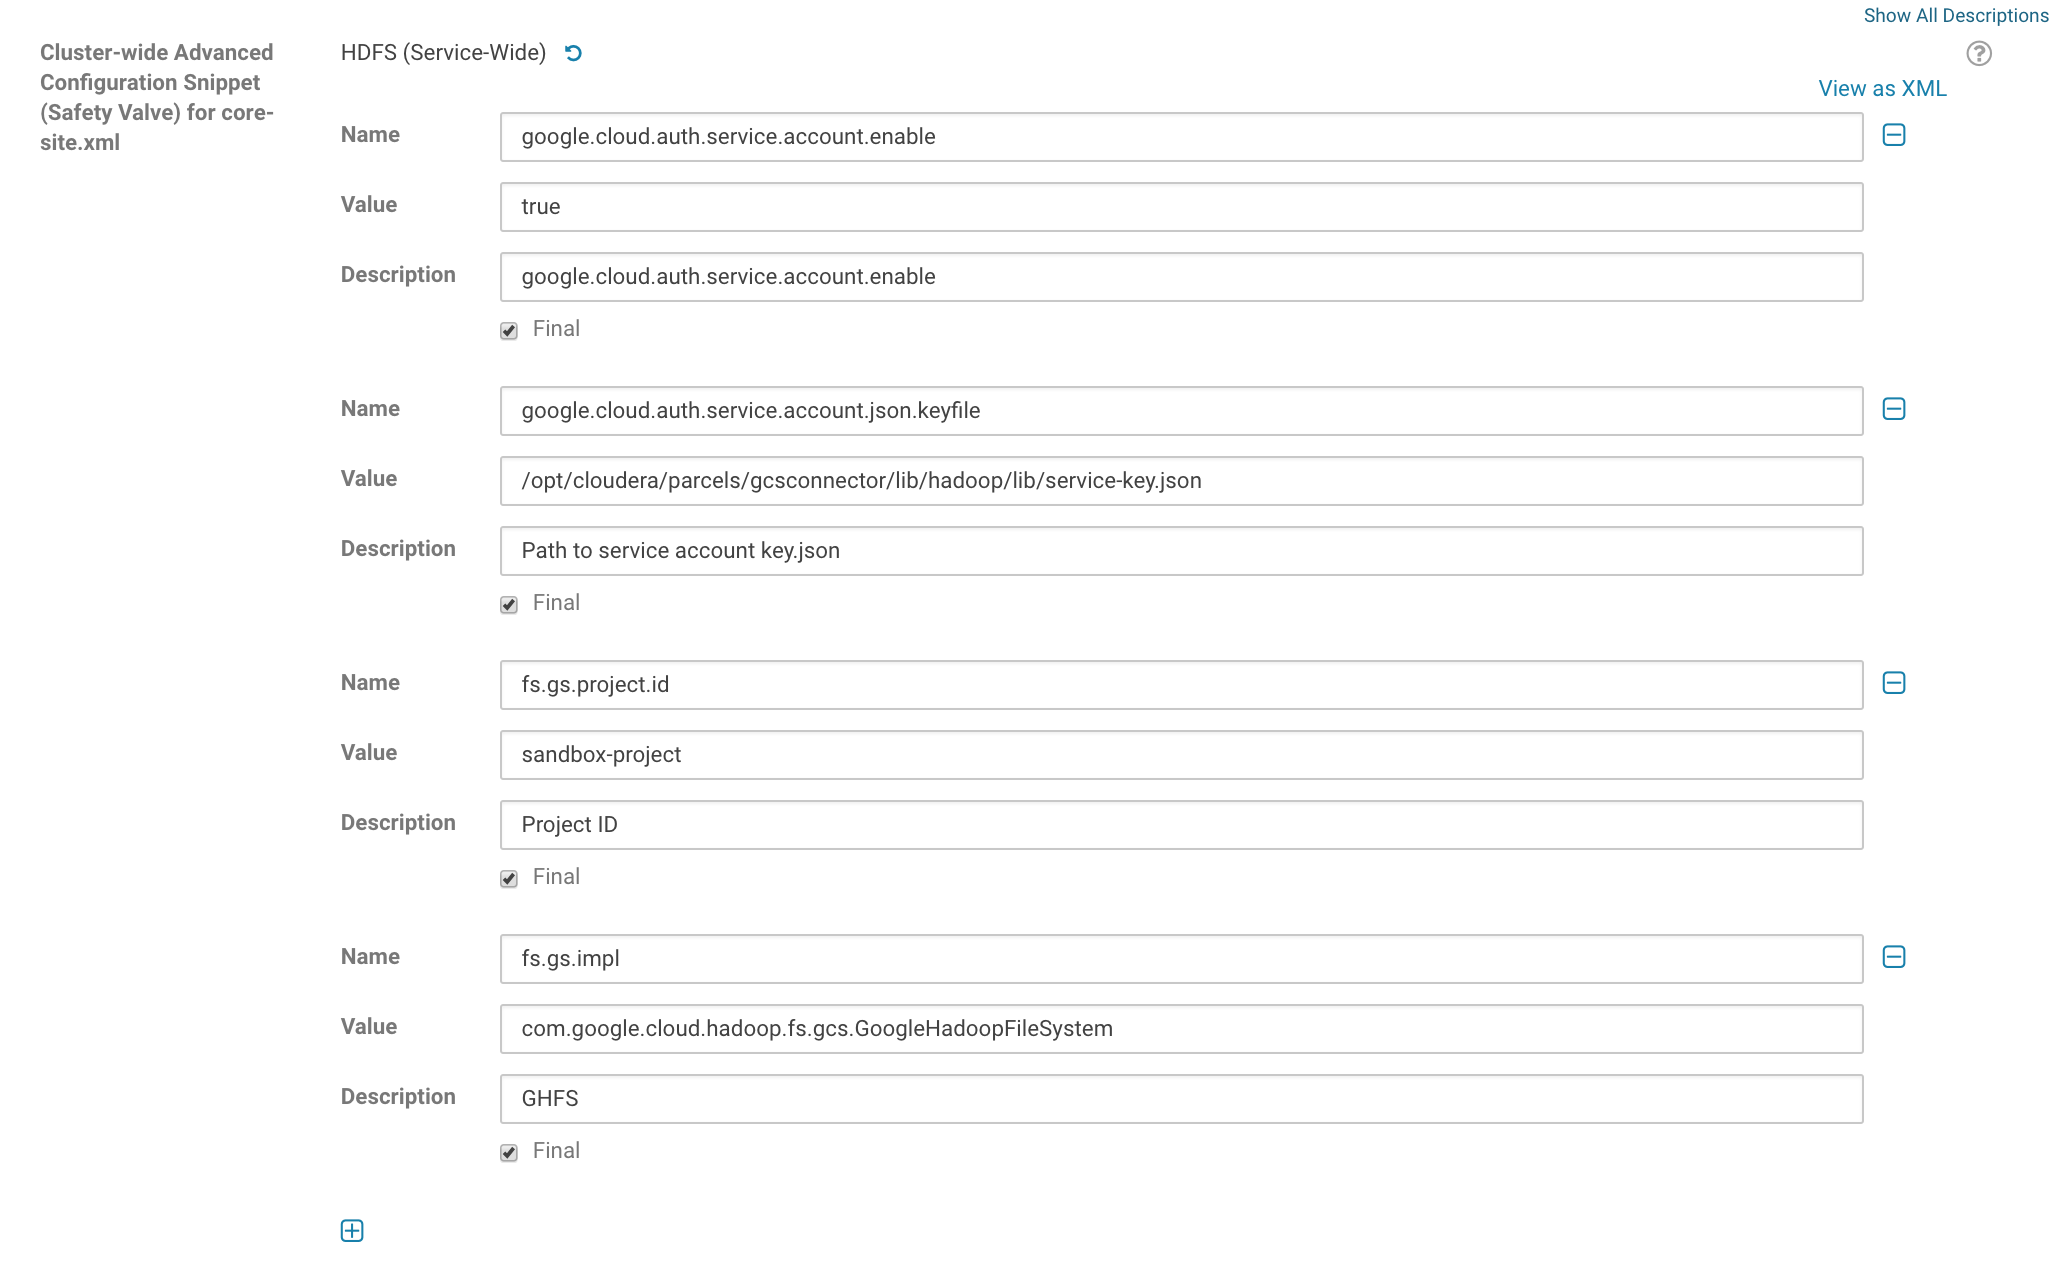 Show All Descriptions
Cluster-wide Advanced
Configuration Snippet
(Safety Valve) for core-
site.xml
HDFS (Service-Wide)
View as XML
Name google.cloud.auth.service.account.enable
Value true
Description google.cloud.auth.service.account.enable
Final
Name google.cloud.auth.service.account.json.keyfile
Value /opt/cloudera/parcels/gcsconnector/lib/hadoop/lib/service-key.json
Description Path to service account key.json
Final
Name fs.gs.project.id
Value sandbox-project
Description Project ID
Final
Name fs.gs.impl
Value com.google.cloud.hadoop.fs.gcs.GoogleHadoopFileSystem
Description GHFS
Final